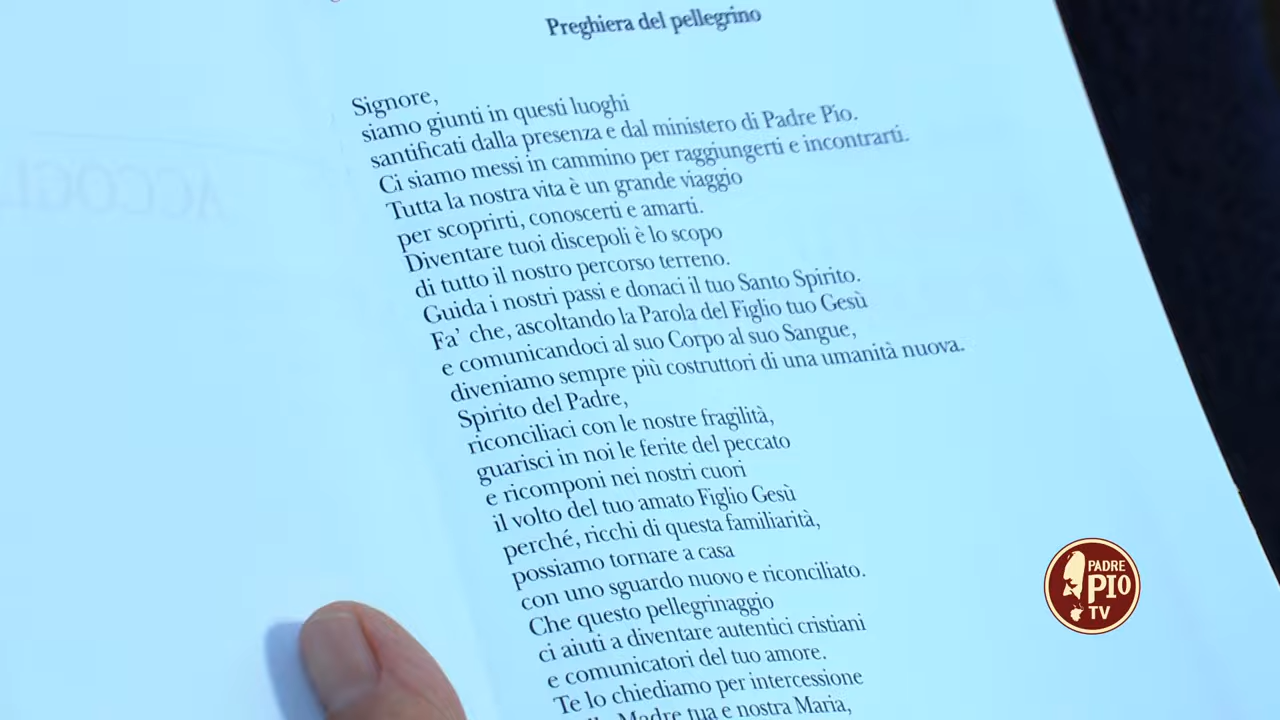 Preghiera del pellegrino
Signore,
siamo giunti in questi luoghi
santificati dalla presenza e dal ministero di Padre Pio.
Ci siamo messi in cammino per raggiungerti e incontrarti.
Tutta la nostra vita è un grande viaggio
per scoprirti, conoscerti e amarti.
Diventare tuoi discepoli è lo scopo
di tutto il nostro percorso terreno.
Guida i nostri passi e donaci il tuo Santo Spirito.
Fa’ che, ascoltando la Parola del Figlio tuo Gesù
e comunicandoci al suo Corpo al suo Sangue,
diveniamo sempre più costruttori di una umanità nuova.
Spirito del Padre,
riconciliaci con le nostre fragilità,
guarisci in noi le ferite del peccato
e ricomponi nei nostri cuori
il volto del tuo amato Figlio Gesù
perché, ricchi di questa familiarità,
possiamo tornare a casa
con uno sguardo nuovo e riconciliato.
Che questo pellegrinaggio
ci aiuti a diventare autentici cristiani
e comunicatori del tuo amore.
Te lo chiediamo per intercessione
Madre tua e nostra Maria,
PADRE
PIO
TV